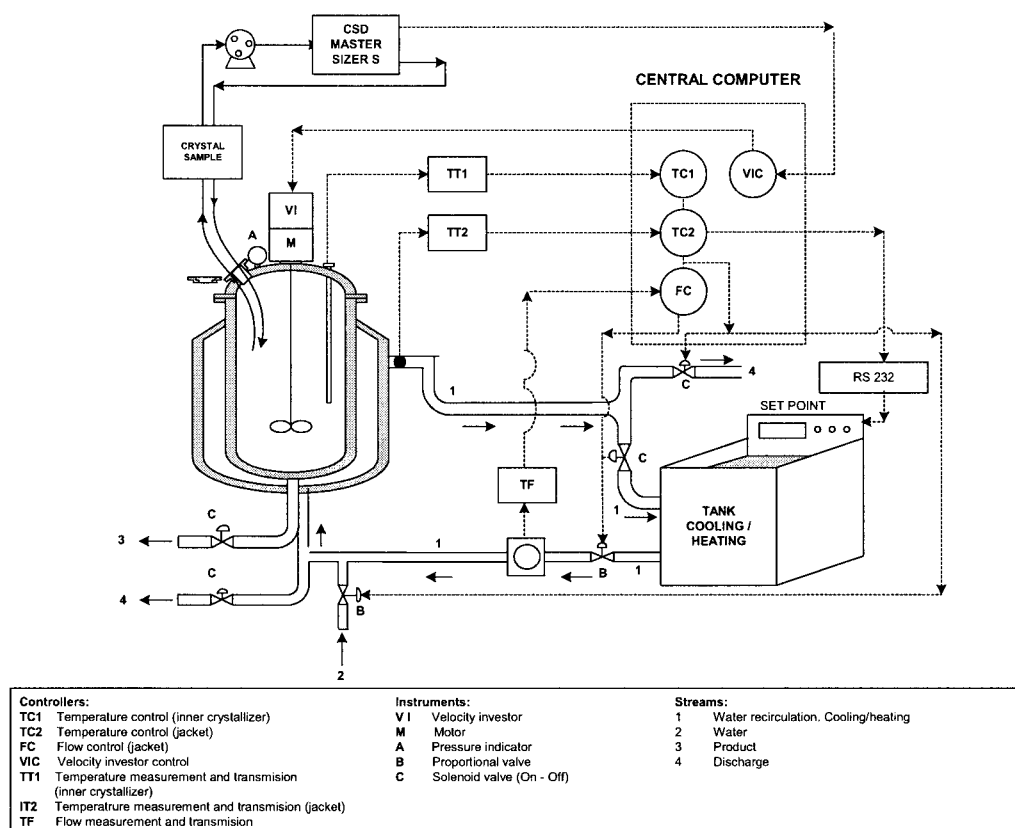 CSD
MASTER
SIZER S
CENTRAL COMPUTER
CRYSTAL
SAMPLE
TT1
TC1
VIC
VI
A
M
TT2
TC2
FC
1
4
C
RS 232
SET POINT
C
TF
1
TANK
COOLING /
HEATING
C
3
1
B
1
C
4
B
2
Controllers:
TC1 Temperature control (inner crystallizer)
TC2 Temperature control (jacket)
FC Flow control (jacket)
VIC Velocity investor control
TT1 Temperature measurement and transmision
(inner crystallizer)
IT2 Temperatrure measurement and transmision (jacket)
TF Flow measurement and transmision
Instruments:
V I Velocity investor
M Motor
A Pressure indicator
B Proportional valve
C Solenoid valve (On - Off)
Streams:
1 Water recirculation. Cooling/heating
2 Water
3 Product
4 Discharge